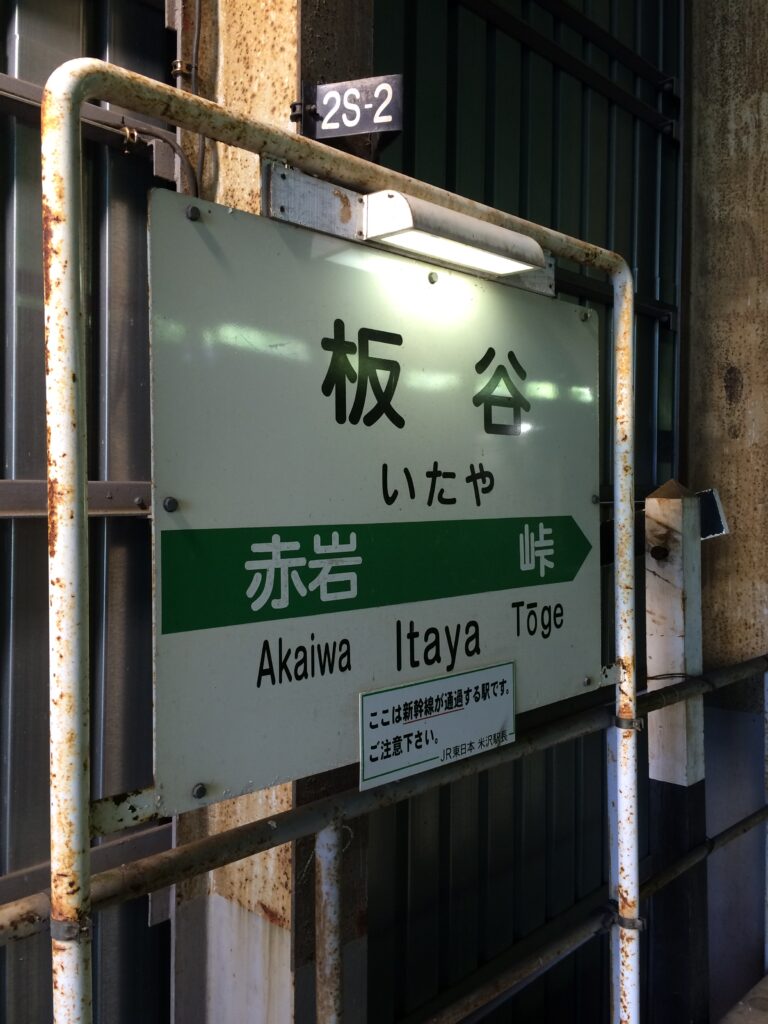 2S-2
板谷
いたや
赤岩 峠
Akaiwa Itaya Tōge
ここは新幹線が通過する駅です。
ご注意下さい。
JR東日本 米沢駅長